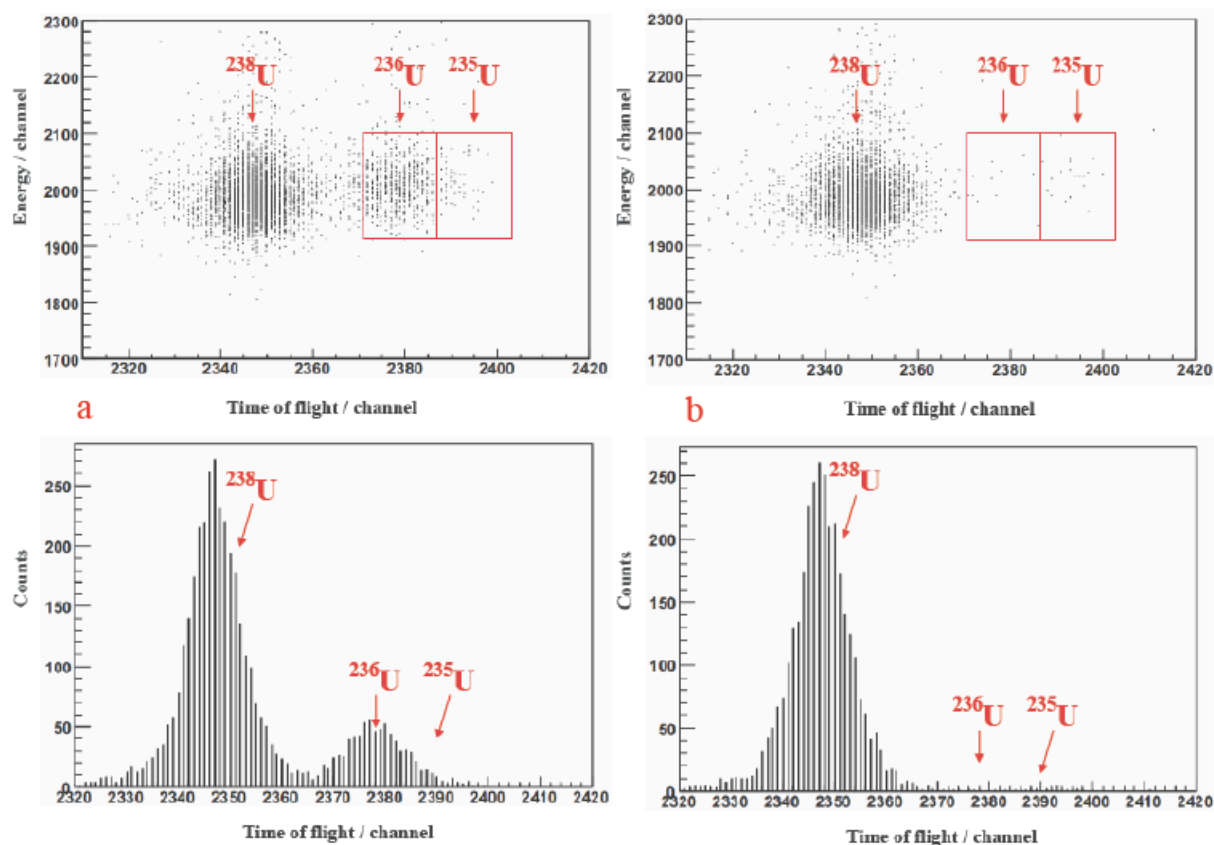 2300
2200
2100
2000
1900
1800
1700
Energy / channel
²³⁸U ²³⁶U ²³⁵U
2320 2340 2360 2380 2400 2420
Time of flight / channel
a
2300
2200
2100
2000
1900
1800
1700
Energy / channel
²³⁸U ²³⁶U ²³⁵U
2320 2340 2360 2380 2400 2420
Time of flight / channel
b
250
200
150
100
50
0
Counts
²³⁸U
²³⁶U ²³⁵U
2320 2330 2340 2350 2360 2370 2380 2390 2400 2410 2420
Time of flight / channel
250
200
150
100
50
0
Counts
²³⁸U
²³⁶U ²³⁵U
2320 2330 2340 2350 2360 2370 2380 2390 2400 2410 2420
Time of flight / channel